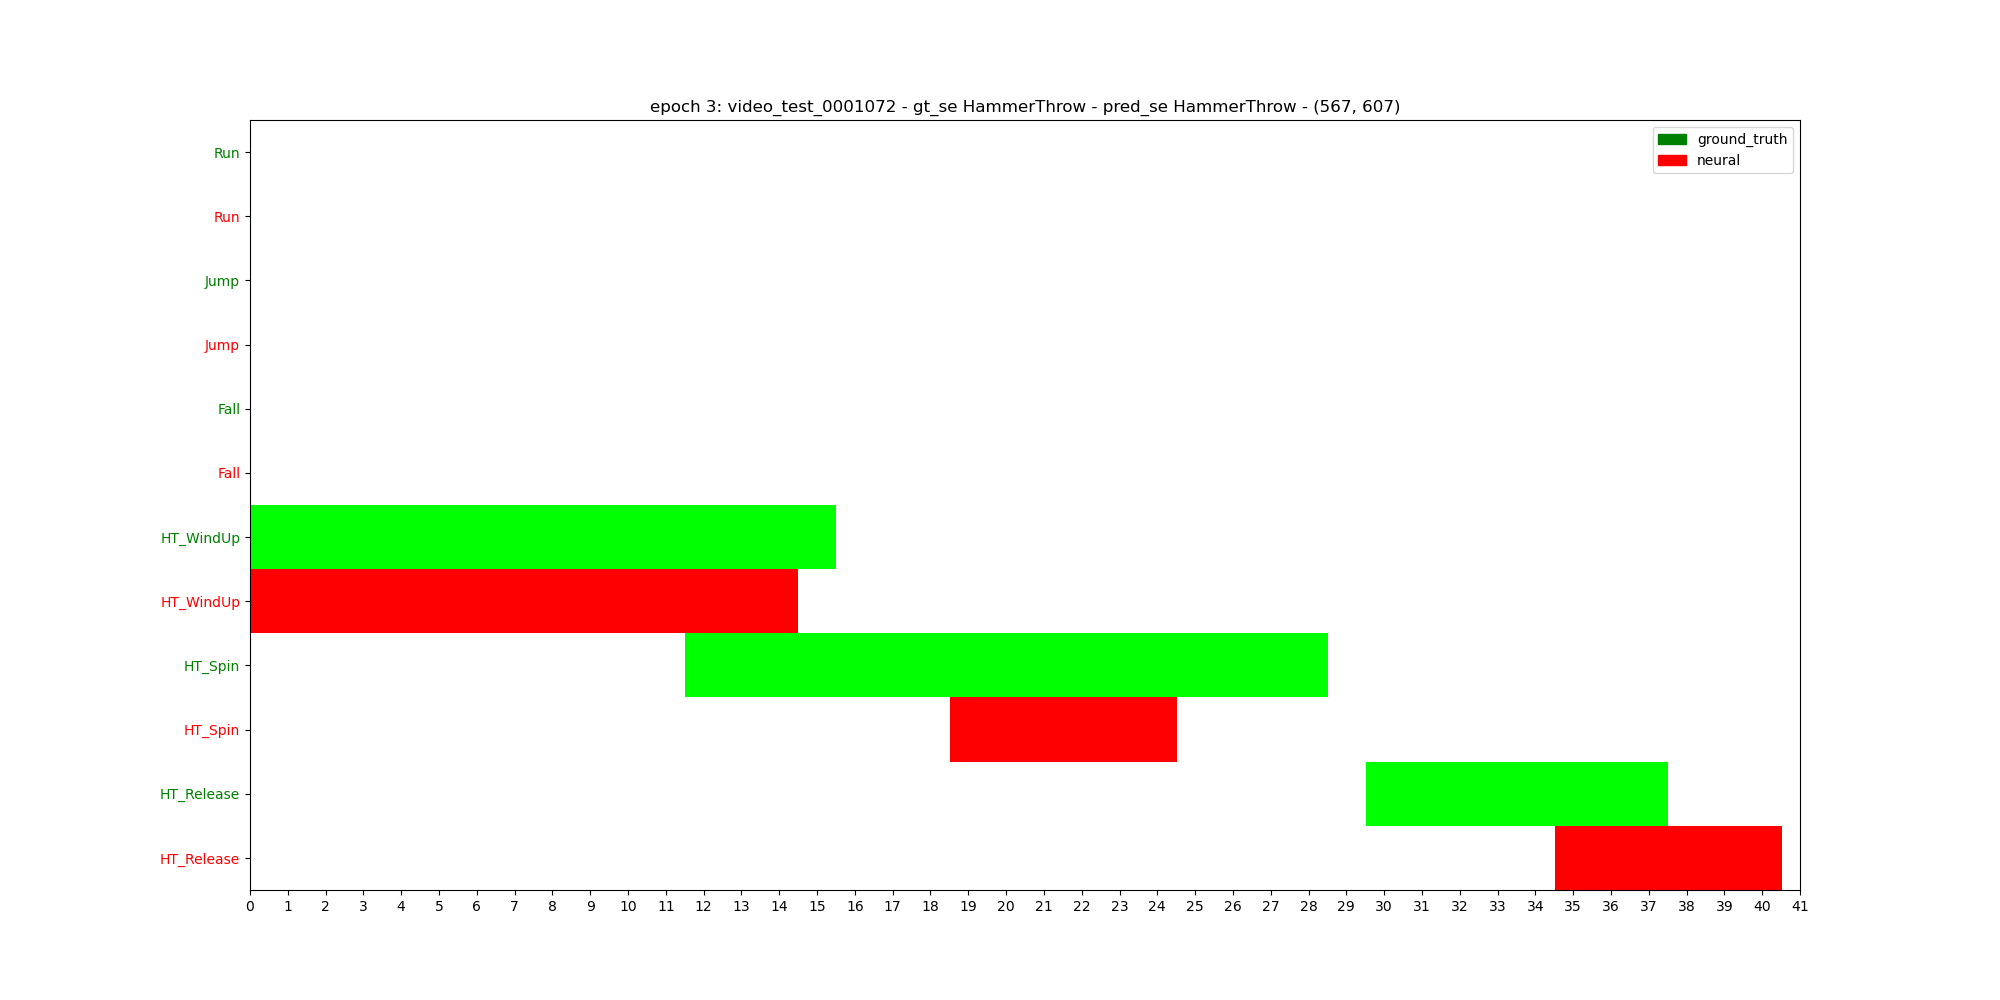 epoch 3: video_test_0001072 - gt_se HammerThrow - pred_se HammerThrow - (567, 607)
ground_truth
neural
Run
Run
Jump
Jump
Fall
Fall
HT_WindUp
HT_WindUp
HT_Spin
HT_Spin
HT_Release
HT_Release
0 1 2 3 4 5 6 7 8 9 10 11 12 13 14 15 16 17 18 19 20 21 22 23 24 25 26 27 28 29 30 31 32 33 34 35 36 37 38 39 40 41